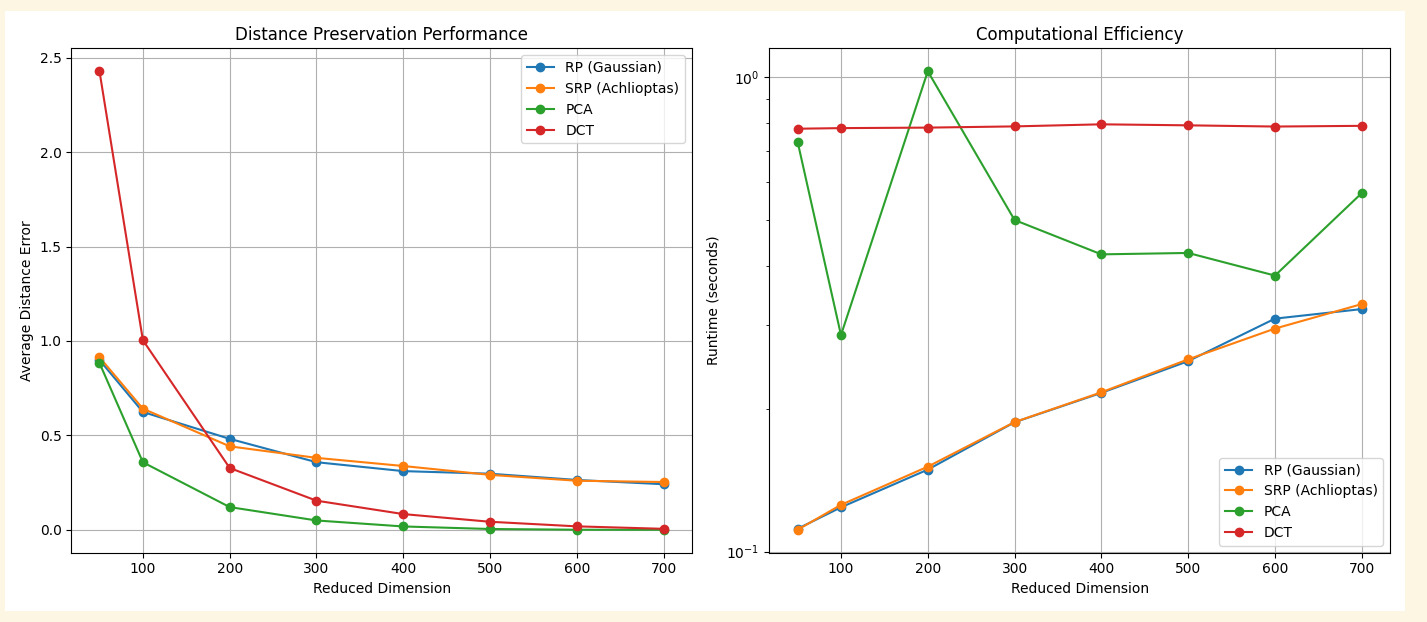 Distance Preservation Performance
2.5
2.0
1.5
1.0
0.5
0.0
Average Distance Error
RP (Gaussian)
SRP (Achlioptas)
PCA
DCT
100 200 300 400 500 600 700
Reduced Dimension
Computational Efficiency
10⁰
10⁻¹
Runtime (seconds)
RP (Gaussian)
SRP (Achlioptas)
PCA
DCT
100 200 300 400 500 600 700
Reduced Dimension